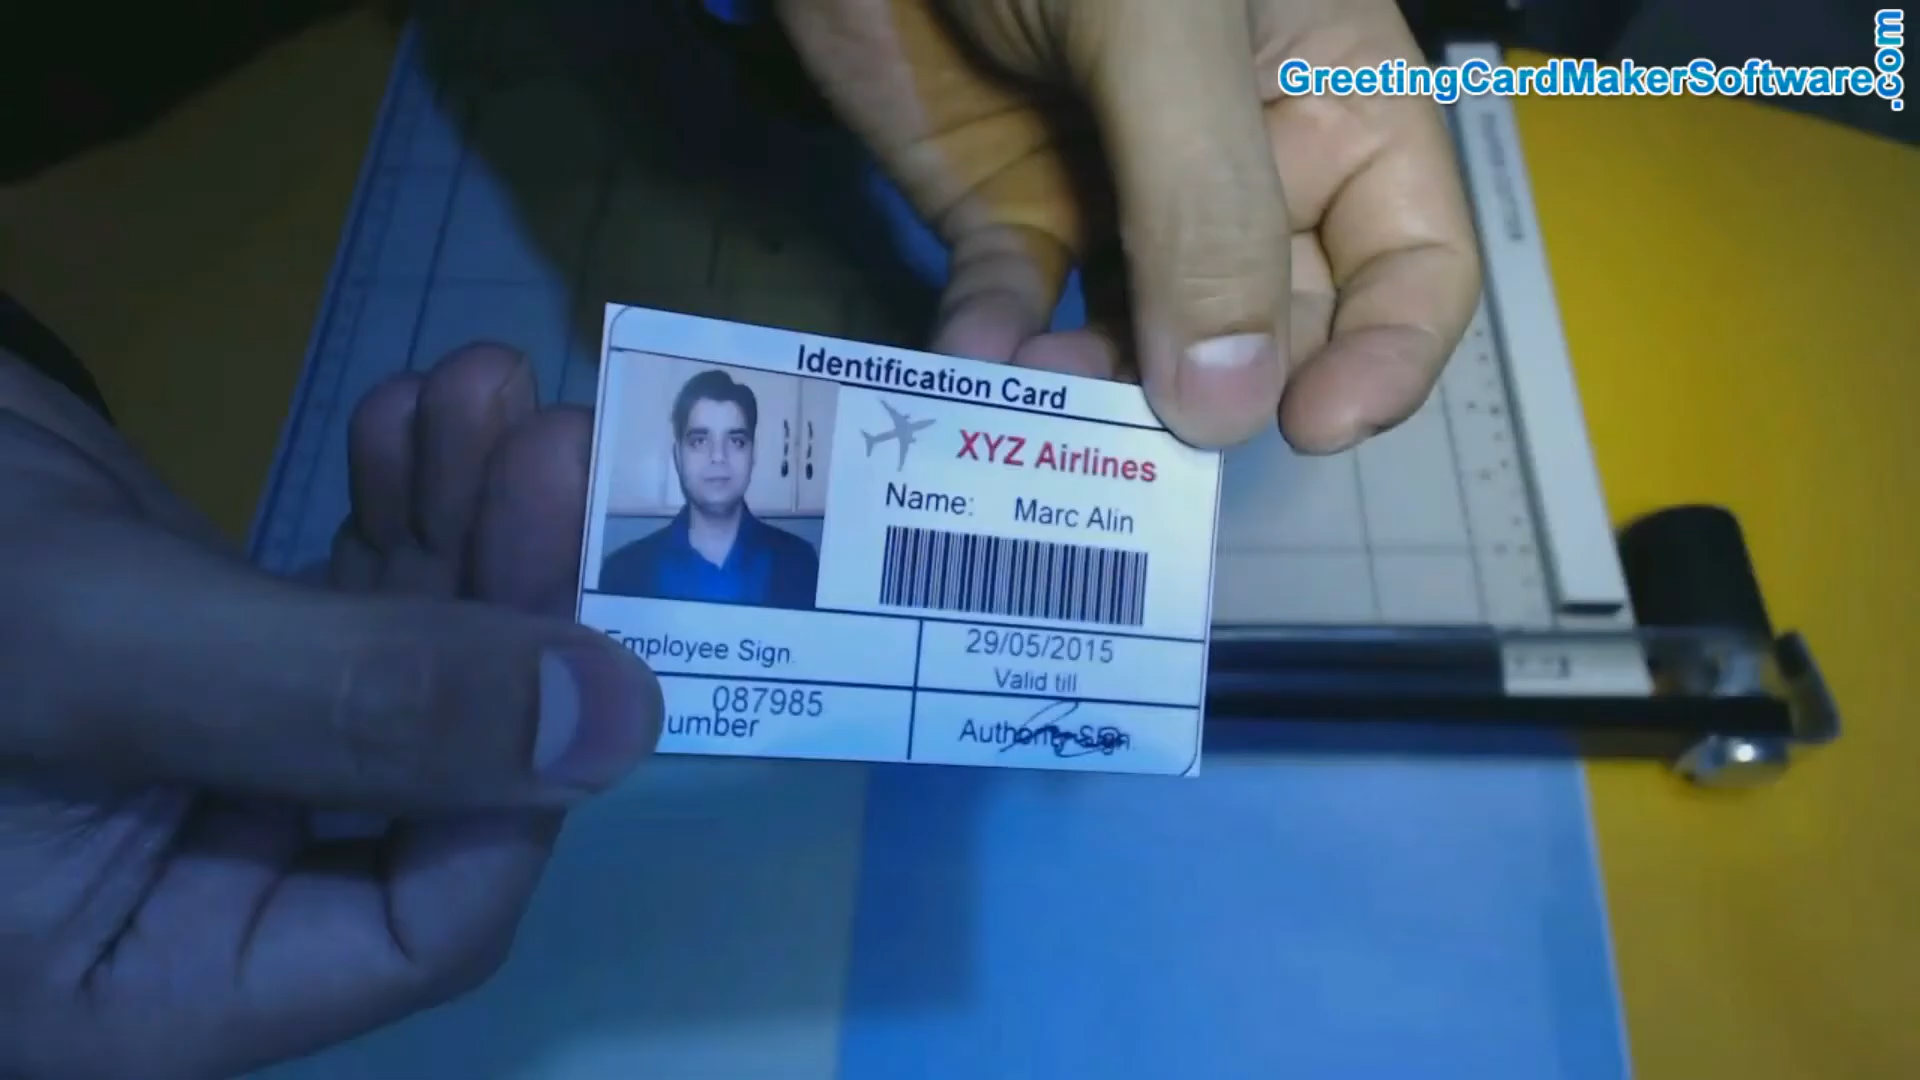 GreetingCardMakerSoftware.com
Identification Card
XYZ Airlines
Name: Marc Alin
Employee Sign.
29/05/2015
Valid till
087985
umber
Authority Sign.